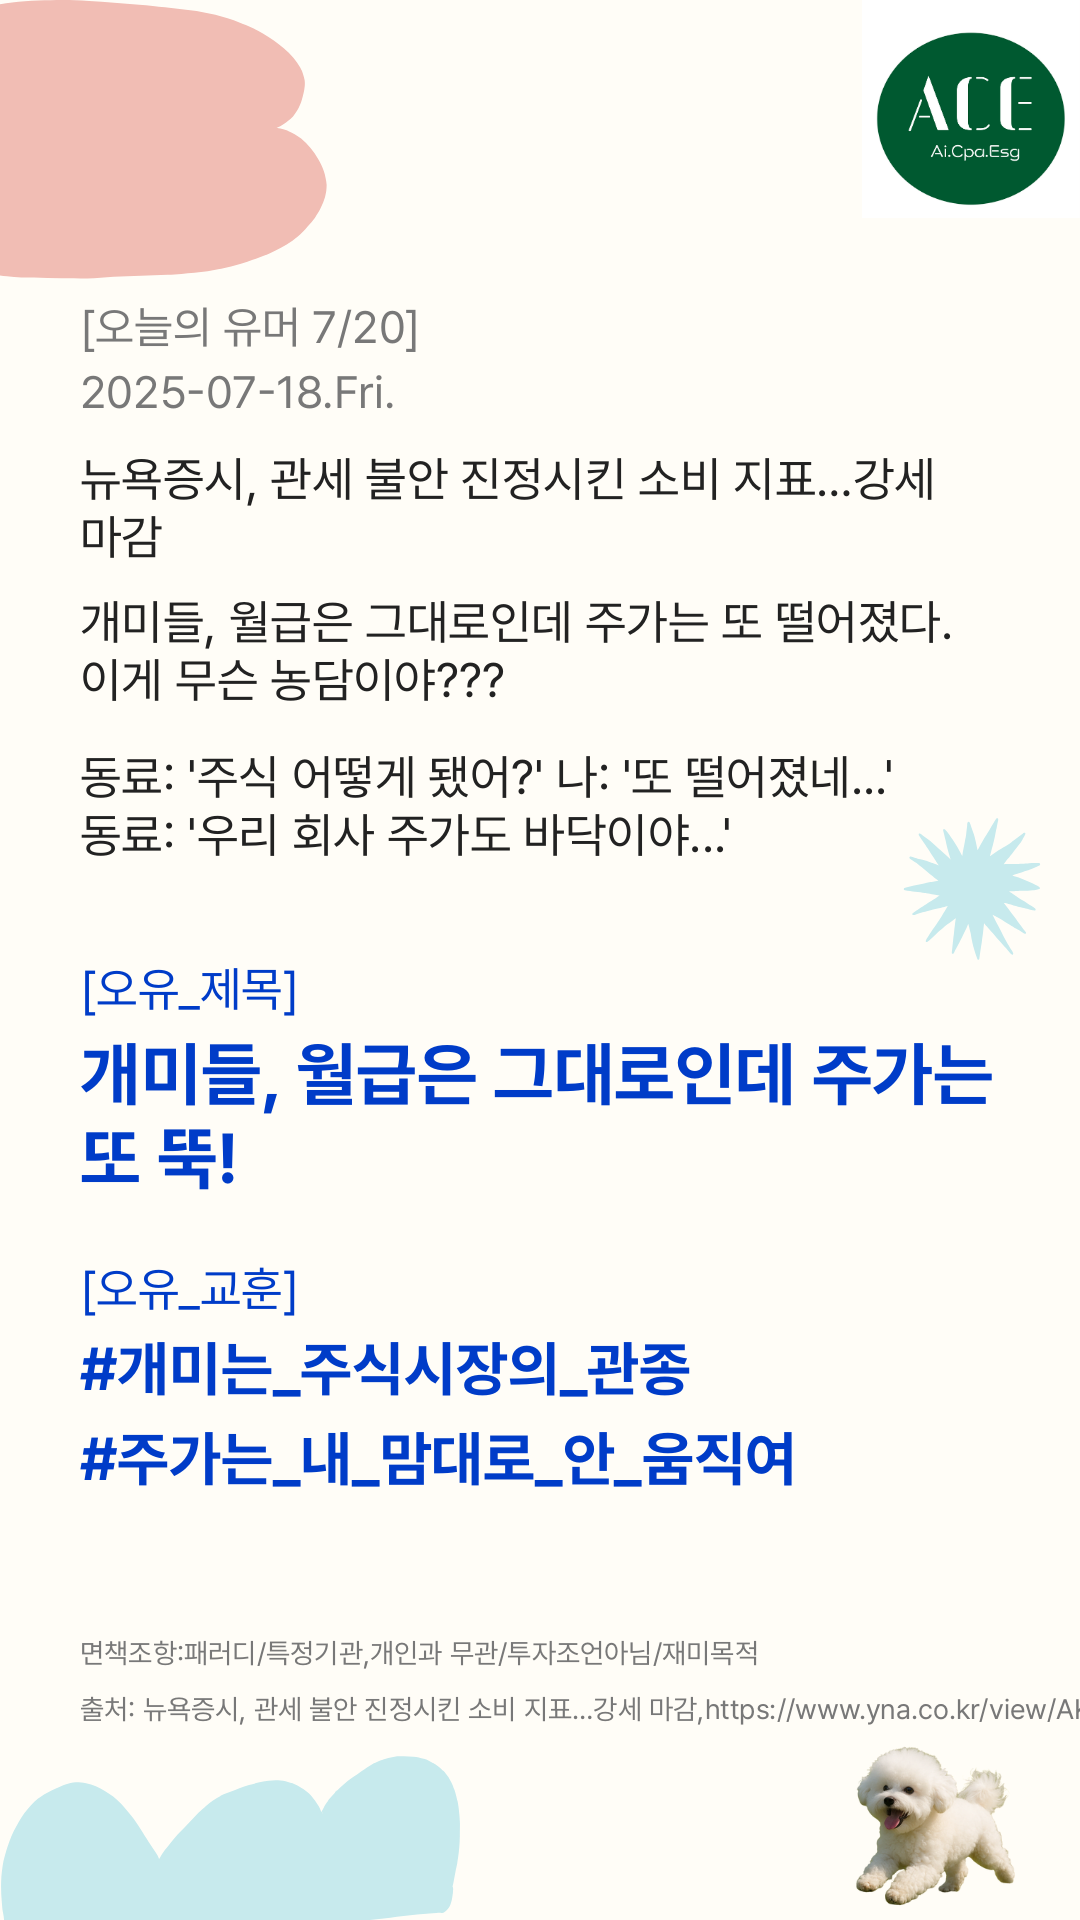 ACE
Ai.Cpa.Esg
[오늘의 유머 7/20]
2025-07-18.Fri.
뉴욕증시, 관세 불안 진정시킨 소비 지표…강세
마감
개미들, 월급은 그대로인데 주가는 또 떨어졌다.
이게 무슨 농담이야???
동료: '주식 어떻게 됐어?' 나: '또 떨어졌네...'
동료: '우리 회사 주가도 바닥이야...'
[오유_제목]
개미들, 월급은 그대로인데 주가는
또 뚝!
[오유_교훈]
#개미는_주식시장의_관종
#주가는_내_맘대로_안_움직여
면책조항:패러디/특정기관,개인과 무관/투자조언아님/재미목적
출처: 뉴욕증시, 관세 불안 진정시킨 소비 지표…강세 마감,https://www.yna.co.kr/view/A